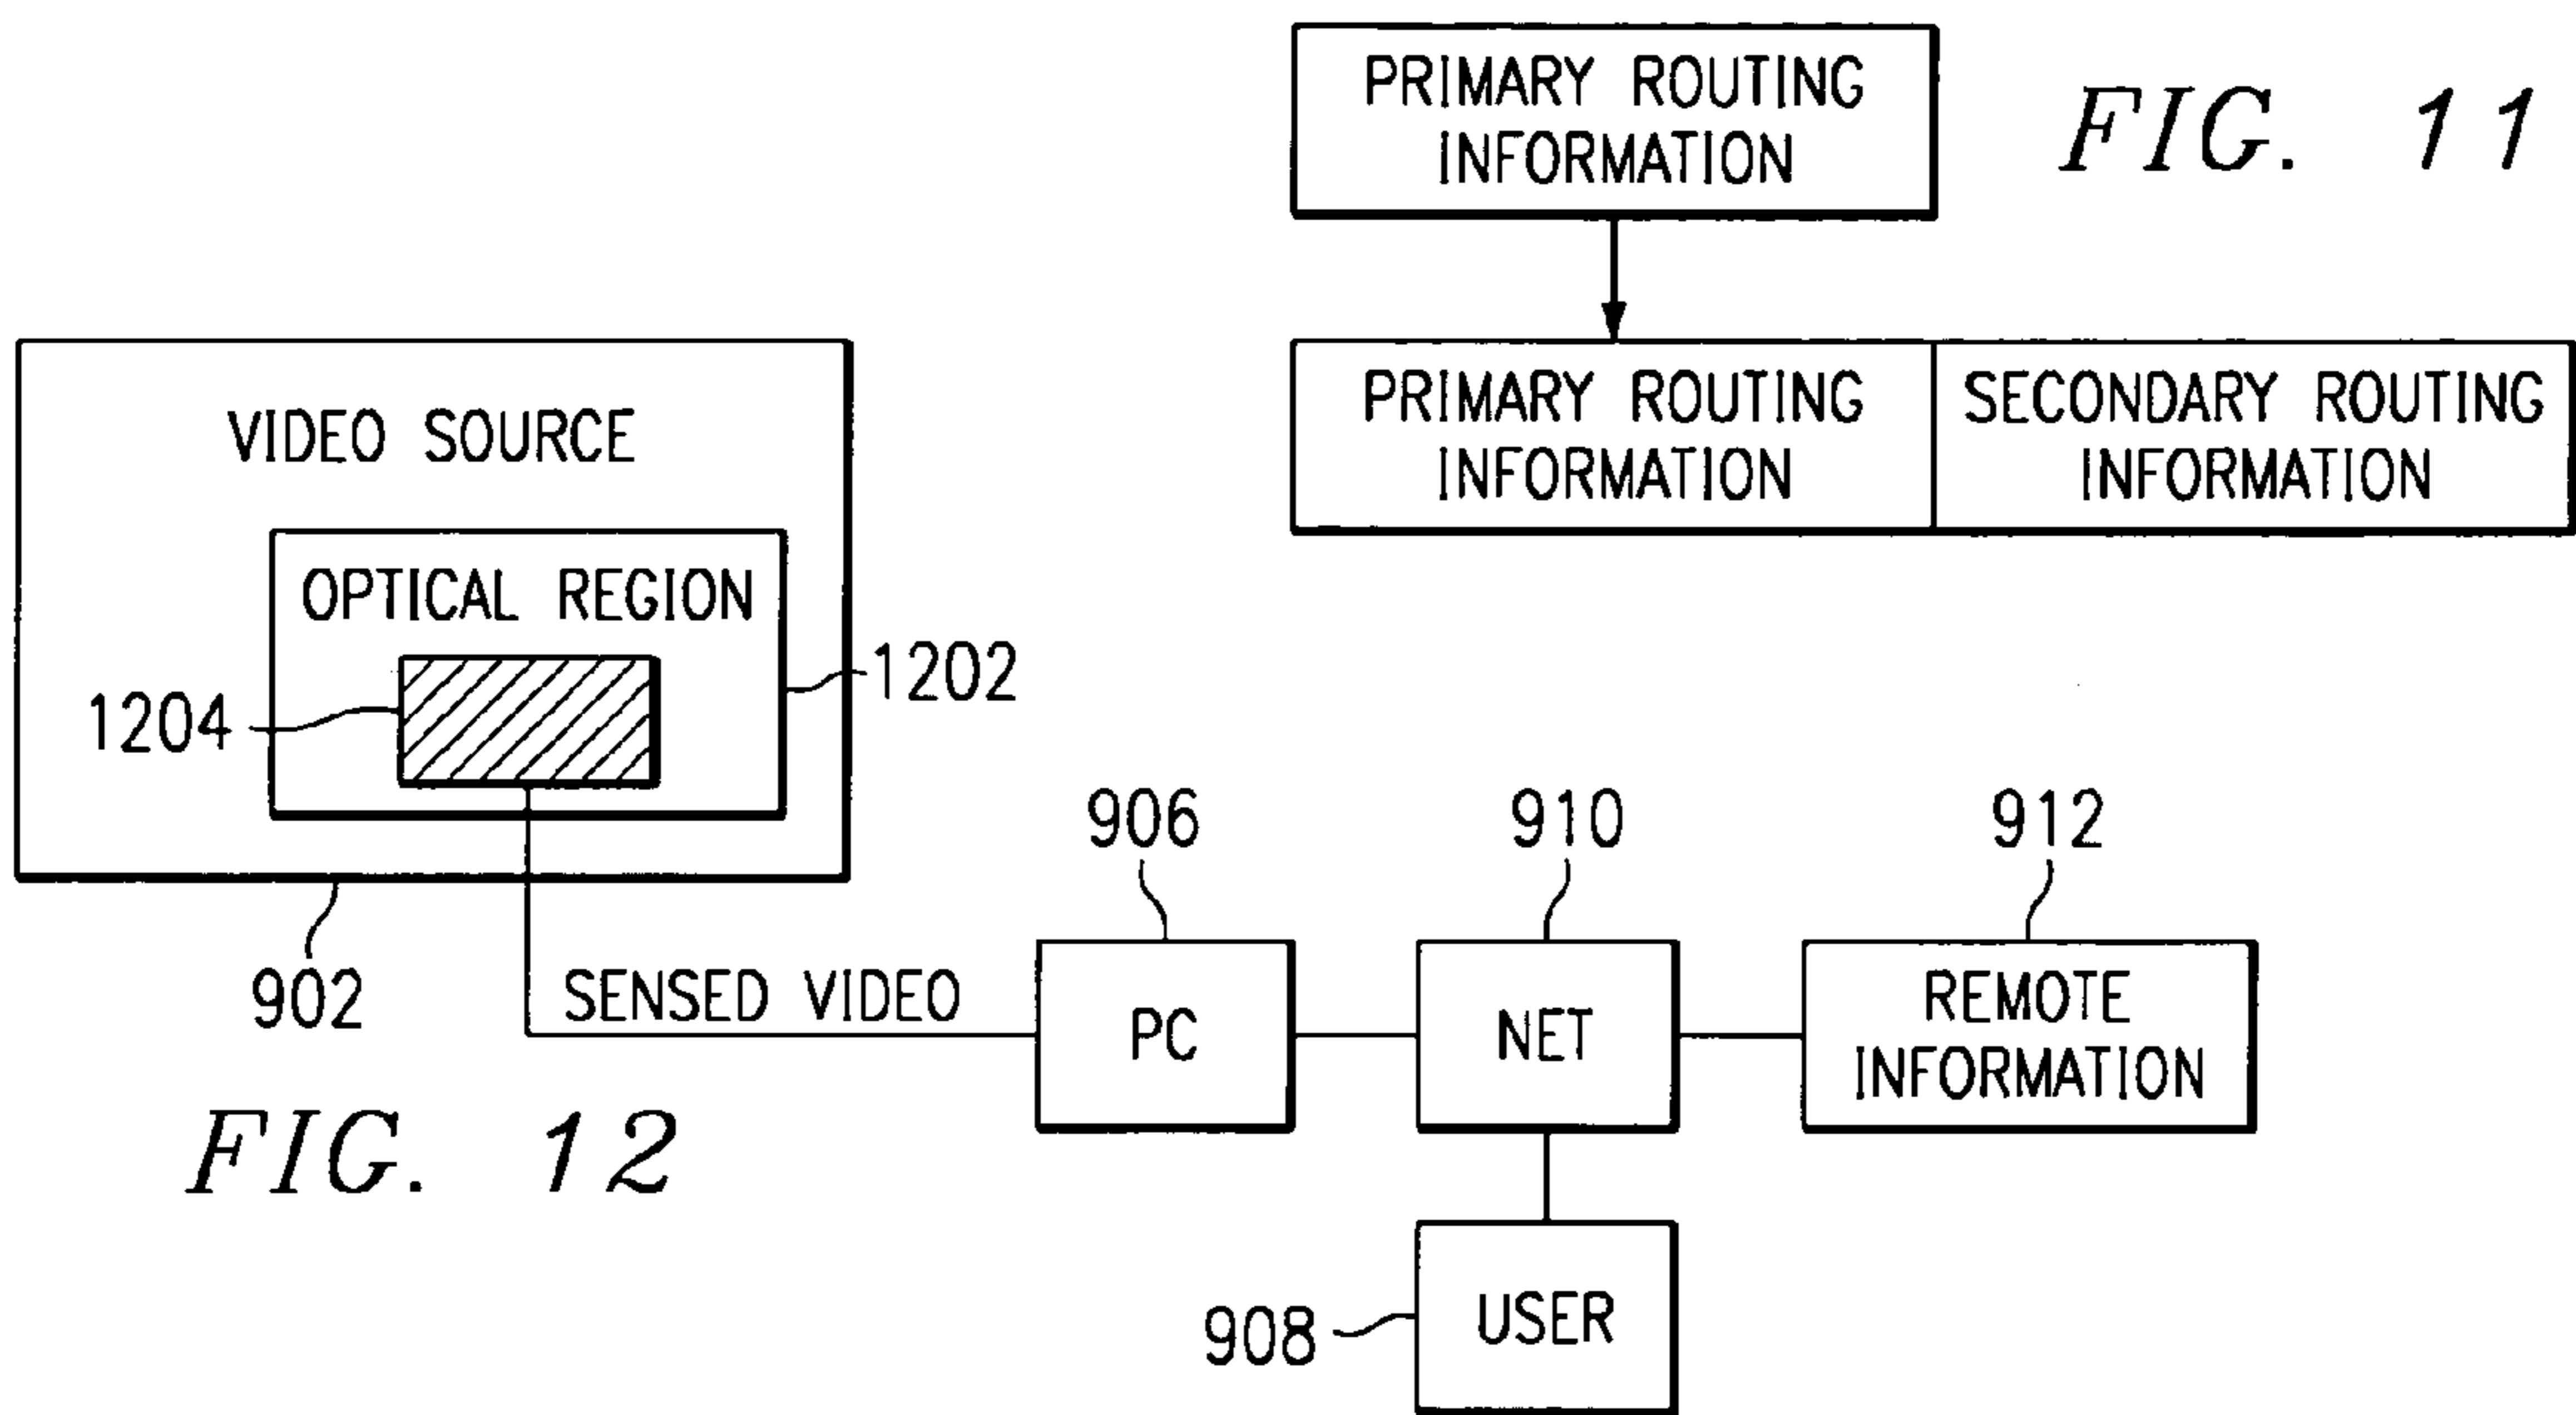 PRIMARY ROUTING
INFORMATION
FIG. 11
PRIMARY ROUTING
INFORMATION
SECONDARY ROUTING
INFORMATION
VIDEO SOURCE
OPTICAL REGION
1202
1204
902
SENSED VIDEO
906
PC
910
NET
912
REMOTE
INFORMATION
908
USER
FIG. 12